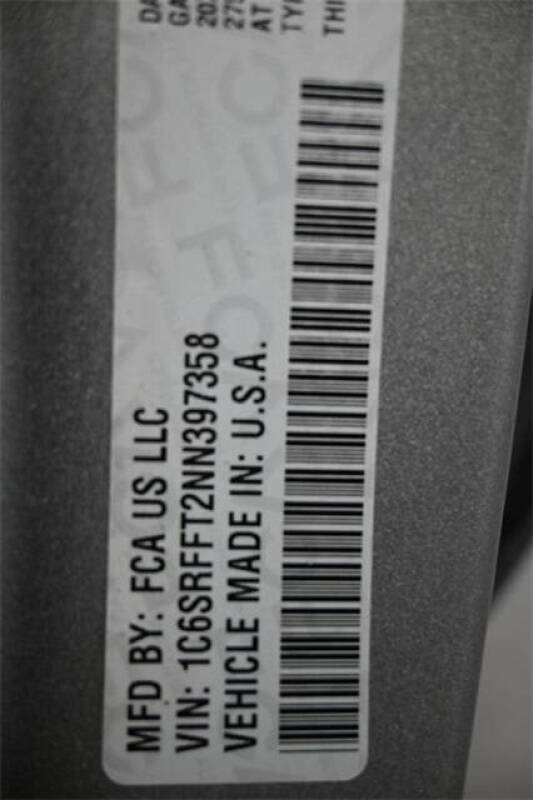 MFD BY: FCA US LLC
VIN: 1C6SRFFT2NN397358
VEHICLE MADE IN: U.S.A.